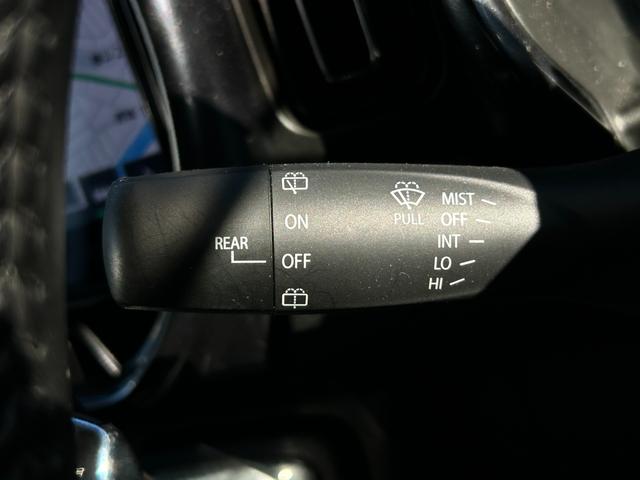 REAR
ON
OFF
PULL
MIST
OFF
INT
LO
HI